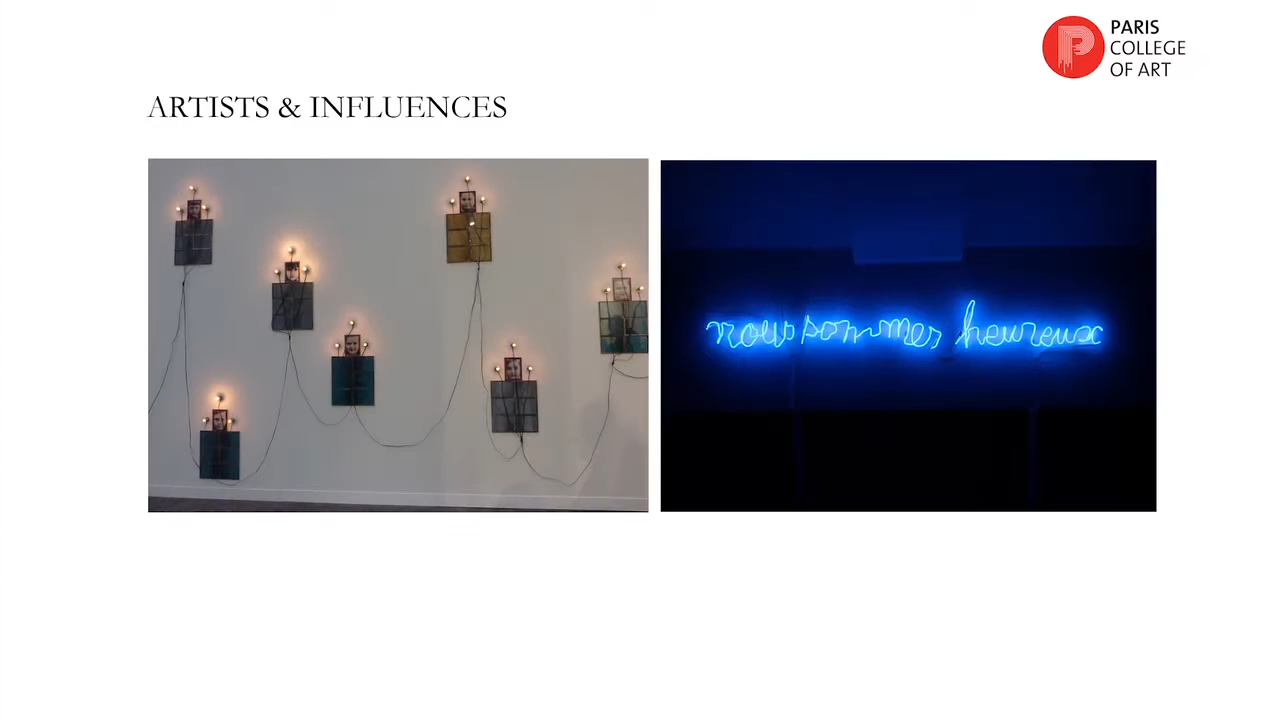 PARIS
COLLEGE
OF ART
ARTISTS & INFLUENCES
nous sommes heureux